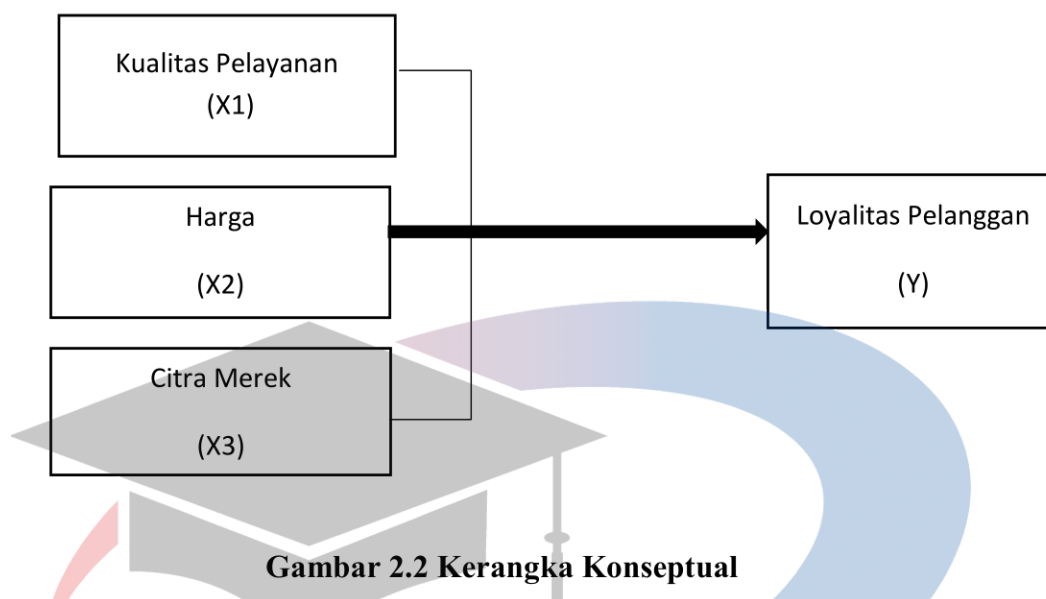 Kualitas Pelayanan
(X1)
Harga
(X2)
Citra Merek
(X3)
Loyalitas Pelanggan
(Y)
Gambar 2.2 Kerangka Konseptual